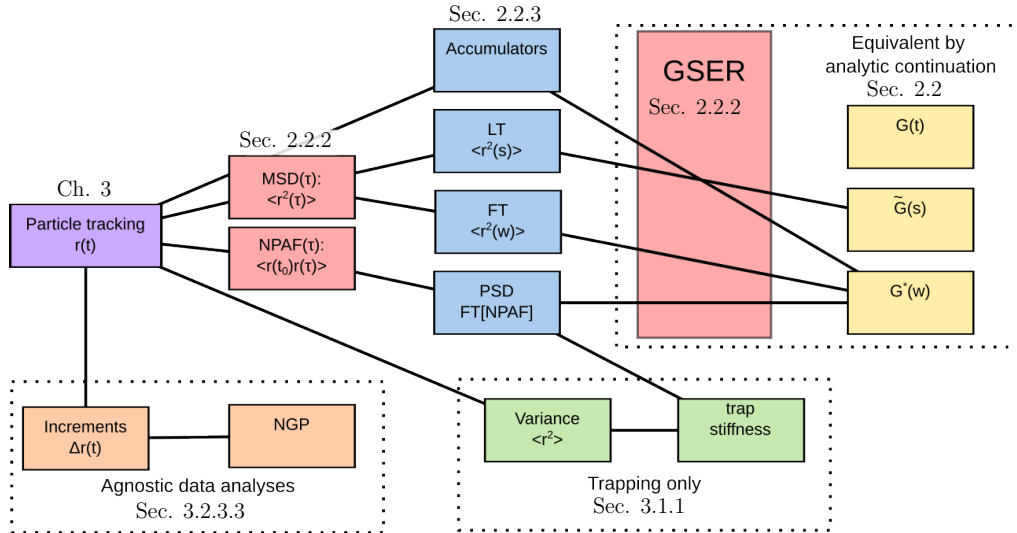 Sec. 2.2.3
Accumulators
GSER
Sec. 2.2.2
Equivalent by
analytic continuation
Sec. 2.2
G(t)
LT
<r²(s)>
Sec. 2.2.2
MSD(τ):
<r²(τ)>
Ch. 3
Particle tracking
r(t)
FT
<r²(w)>
G̃(s)
NPAF(τ):
<r(t₀)r(τ)>
PSD
FT[NPAF]
G*(w)
Increments
Δr(t)
NGP
Agnostic data analyses
Sec. 3.2.3.3
Variance
<r²>
trap
stiffness
Trapping only
Sec. 3.1.1